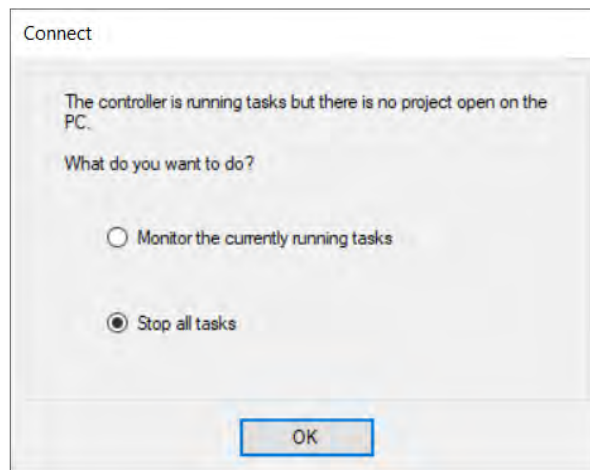 Connect
The controller is running tasks but there is no project open on the
PC.
What do you want to do?
Monitor the currently running tasks
Stop all tasks
OK